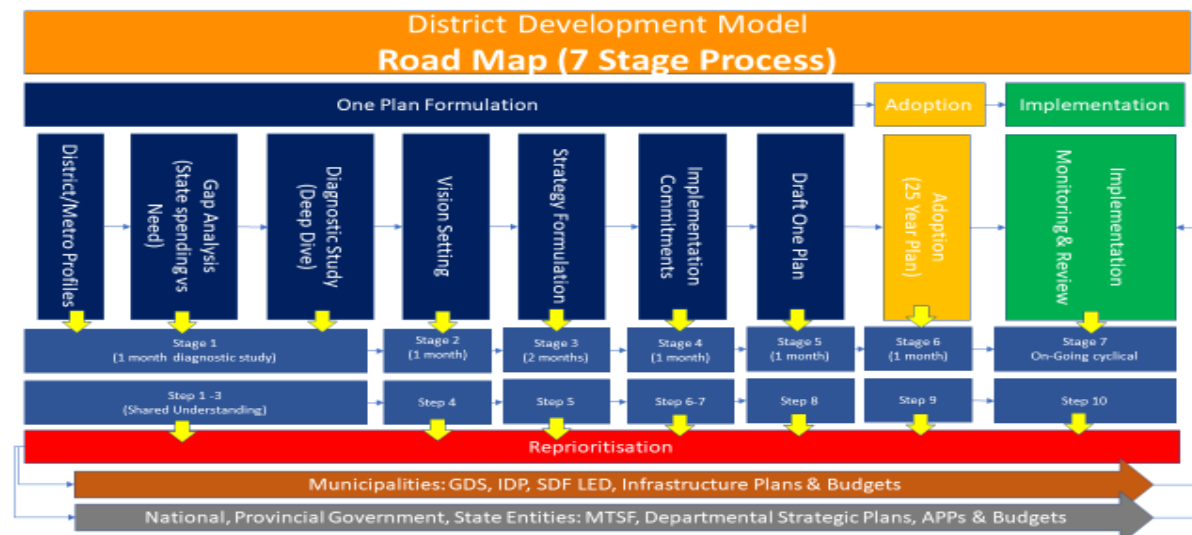 District Development Model
Road Map (7 Stage Process)
One Plan Formulation
Adoption
Implementation
District/Metro Profiles
Gap Analysis
(State spending vs
Need)
Diagnostic Study
(Deep Dive)
Vision Setting
Strategy Formulation
Implementation
Commitments
Draft One Plan
Adoption
(25 Year Plan)
Implementation
Monitoring & Review
Stage 1
(1 month diagnostic study)
Stage 2
(1 month)
Stage 3
(2 months)
Stage 4
(1 month)
Stage 5
(1 month)
Stage 6
(1 month)
Stage 7
On-Going cyclical
Step 1 -3
(Shared Understanding)
Step 4
Step 5
Step 6-7
Step 8
Step 9
Step 10
Reprioritisation
Municipalities: GDS, IDP, SDF LED, Infrastructure Plans & Budgets
National, Provincial Government, State Entities: MTSF, Departmental Strategic Plans, APPs & Budgets